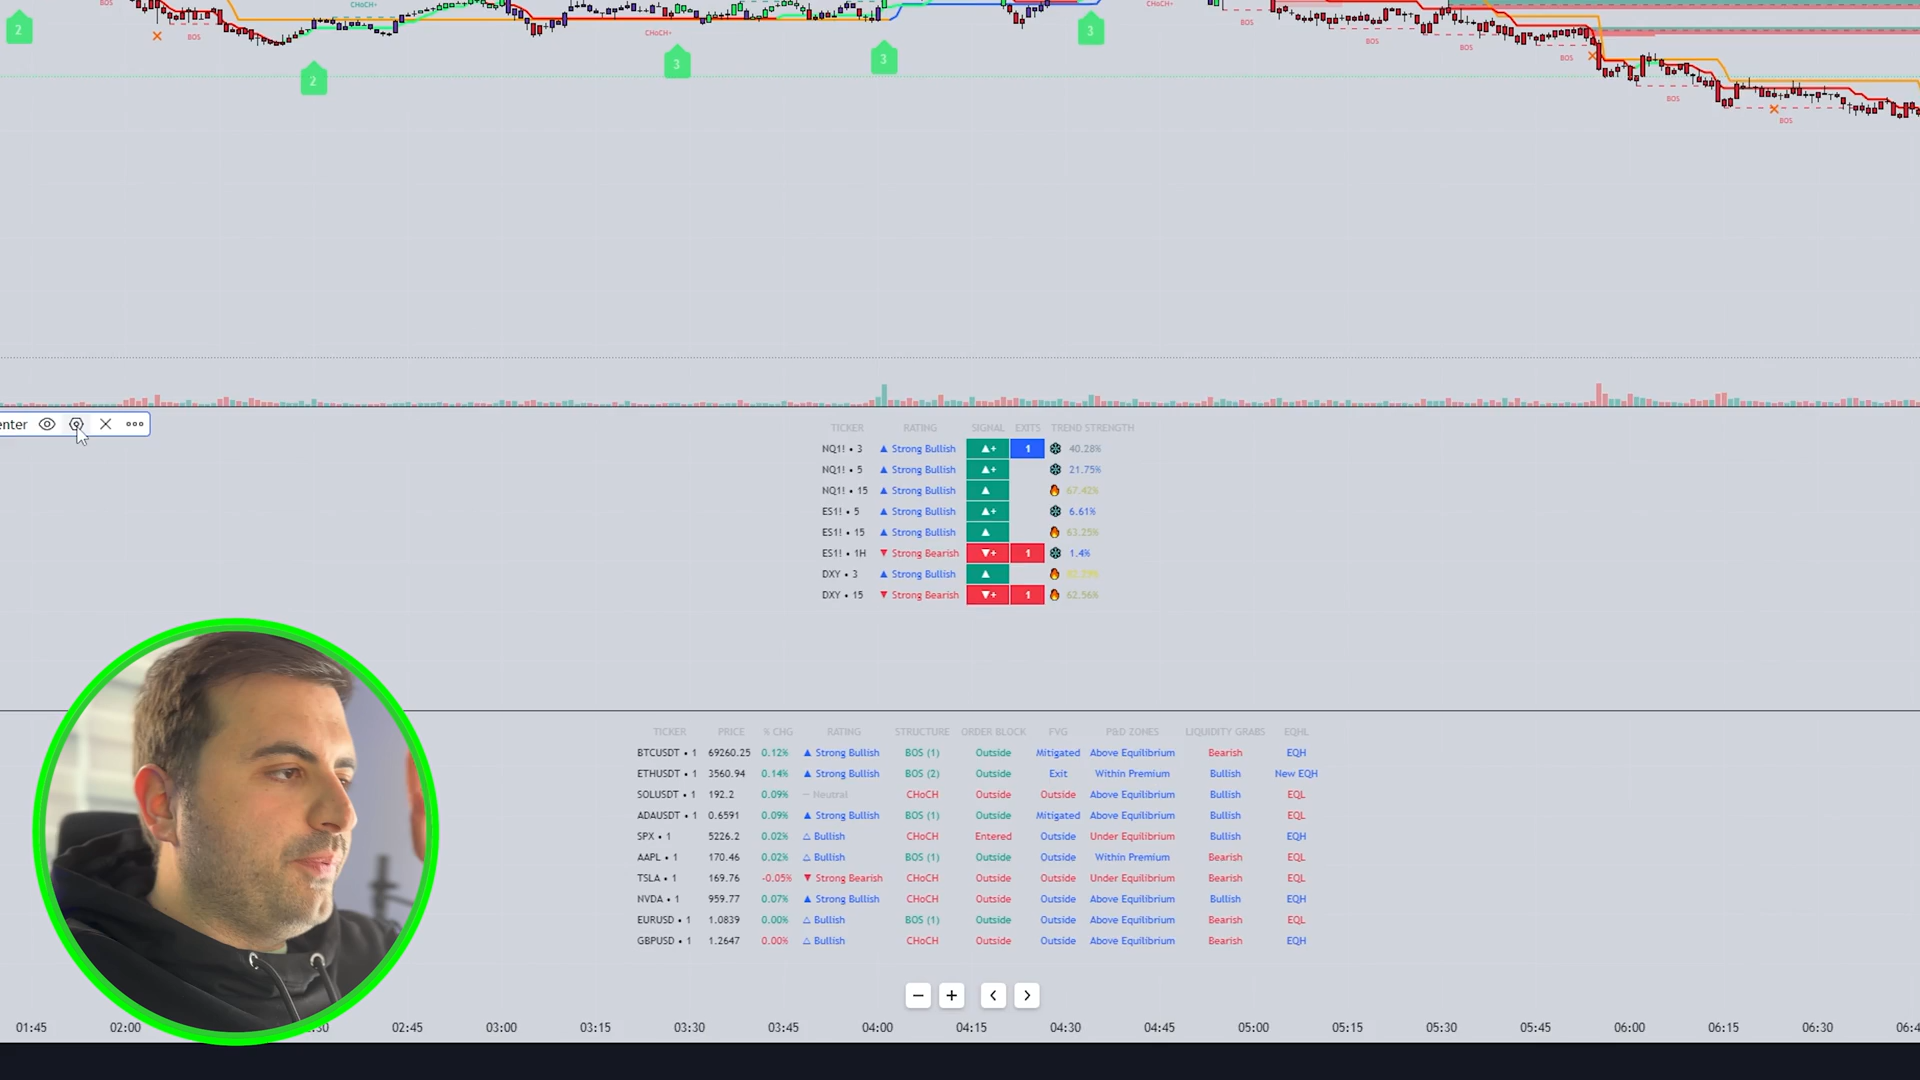 BOS
CHoCH+
CHoCH+
2
BOS
2
CHoCH+
3
3
3
BOS
BOS
BOS
BOS
BOS
BOS
enter
TICKER RATING SIGNAL EXITS TREND STRENGTH
NQ1! • 3 ▲ Strong Bullish ▲+ 1 40.28%
NQ1! • 5 ▲ Strong Bullish ▲+ 21.75%
NQ1! • 15 ▲ Strong Bullish ▲ 67.42%
ES1! • 5 ▲ Strong Bullish ▲+ 6.61%
ES1! • 15 ▲ Strong Bullish ▲ 63.25%
ES1! • 1H ▼ Strong Bearish ▼+ 1 1.4%
DXY • 3 ▲ Strong Bullish ▲
DXY • 15 ▼ Strong Bearish ▼+ 1 62.56%
TICKER PRICE % CHG RATING STRUCTURE ORDER BLOCK FVG P&D ZONES LIQUIDITY GRABS EQHL
BTCUSDT • 1 69260.25 0.12% ▲ Strong Bullish BOS (1) Outside Mitigated Above Equilibrium Bearish EQH
ETHUSDT • 1 3560.94 0.14% ▲ Strong Bullish BOS (2) Outside Exit Within Premium Bullish New EQH
SOLUSDT • 1 192.2 0.09% − Neutral CHoCH Outside Outside Above Equilibrium Bullish EQL
ADAUSDT • 1 0.6591 0.09% ▲ Strong Bullish BOS (1) Outside Mitigated Above Equilibrium Bullish EQL
SPX • 1 5226.2 0.02% △ Bullish CHoCH Entered Outside Under Equilibrium Bullish EQH
AAPL • 1 170.46 0.02% △ Bullish BOS (1) Outside Outside Within Premium Bearish EQL
TSLA • 1 169.76 -0.05% ▼ Strong Bearish CHoCH Outside Outside Under Equilibrium Bearish EQL
NVDA • 1 959.77 0.07% ▲ Strong Bullish CHoCH Outside Outside Above Equilibrium Bullish EQH
EURUSD • 1 1.0839 0.00% △ Bullish BOS (1) Outside Outside Above Equilibrium Bearish EQL
GBPUSD • 1 1.2647 0.00% △ Bullish CHoCH Outside Outside Above Equilibrium Bearish EQH
01:45 02:00 02:45 03:00 03:15 03:30 03:45 04:00 04:15 04:30 04:45 05:00 05:15 05:30 05:45 06:00 06:15 06:30